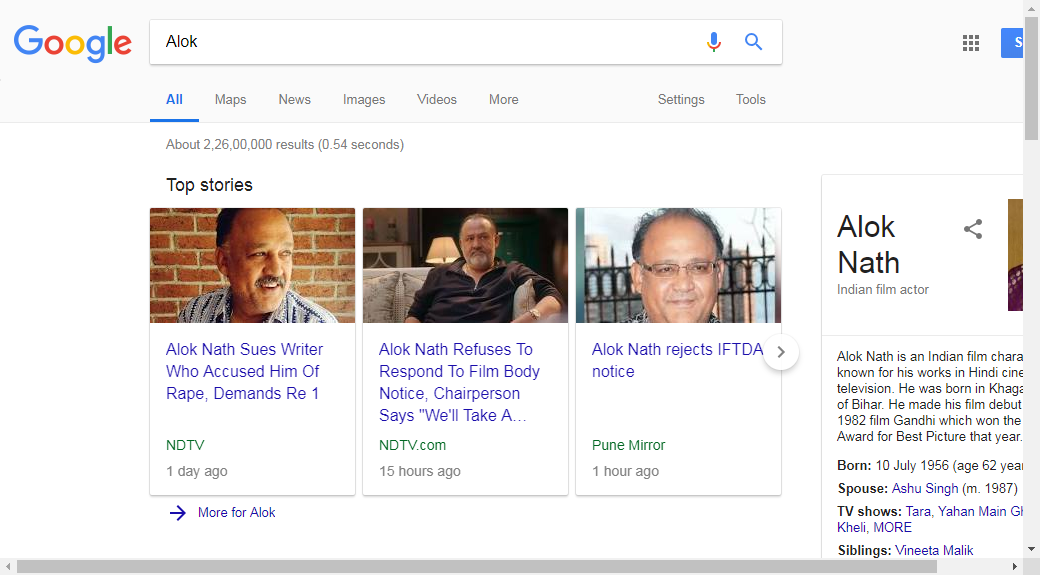 Google
Alok
S
All Maps News Images Videos More Settings Tools
About 2,26,00,000 results (0.54 seconds)
Top stories
Alok Nath Sues Writer
Who Accused Him Of
Rape, Demands Re 1
NDTV
1 day ago
Alok Nath Refuses To
Respond To Film Body
Notice, Chairperson
Says "We'll Take A...
NDTV.com
15 hours ago
Alok Nath rejects IFTDA
notice
Pune Mirror
1 hour ago
More for Alok
Alok
Nath
Indian film actor
Alok Nath is an Indian film chara
known for his works in Hindi cine
television. He was born in Khaga
of Bihar. He made his film debut
1982 film Gandhi which won the
Award for Best Picture that year.
Born: 10 July 1956 (age 62 yea
Spouse: Ashu Singh (m. 1987)
TV shows: Tara, Yahan Main Gh
Kheli, MORE
Siblings: Vineeta Malik